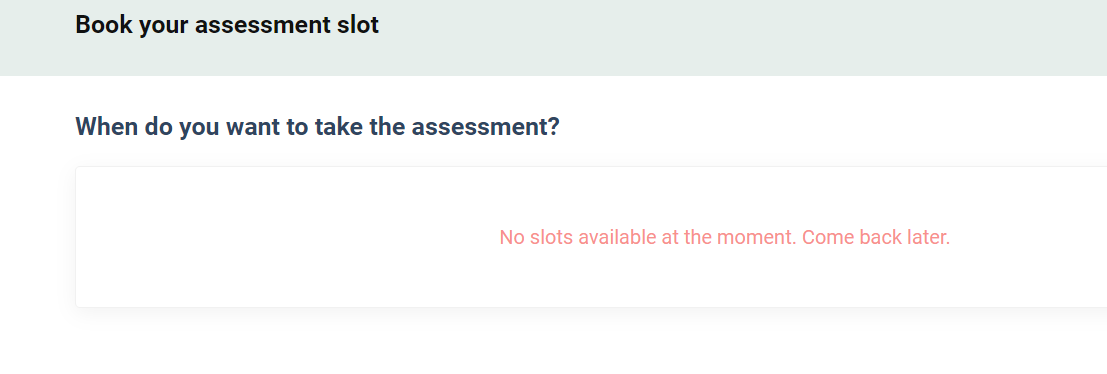 Book your assessment slot
When do you want to take the assessment?
No slots available at the moment. Come back later.